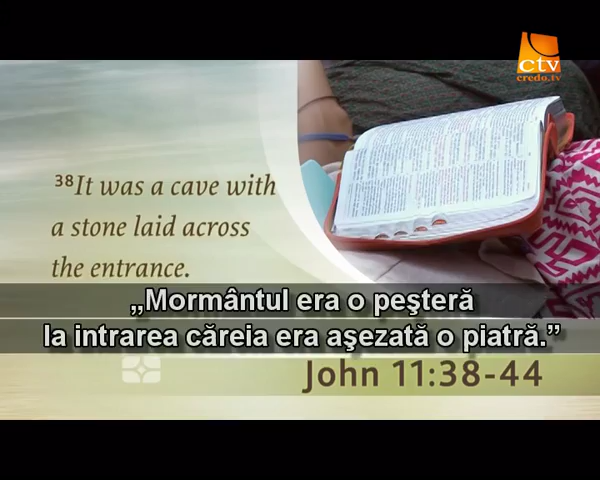 ctv
credo.tv
³⁸It was a cave with
a stone laid across
the entrance.
„Mormântul era o peşteră
la intrarea căreia era aşezată o piatră.”
John 11:38-44